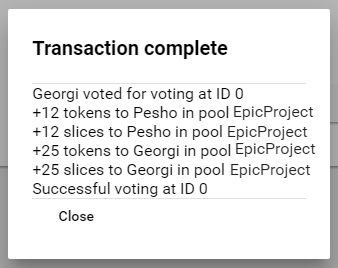 Transaction complete
Georgi voted for voting at ID 0
+12 tokens to Pesho in pool EpicProject
+12 slices to Pesho in pool EpicProject
+25 tokens to Georgi in pool EpicProject
+25 slices to Georgi in pool EpicProject
Successful voting at ID 0
Close